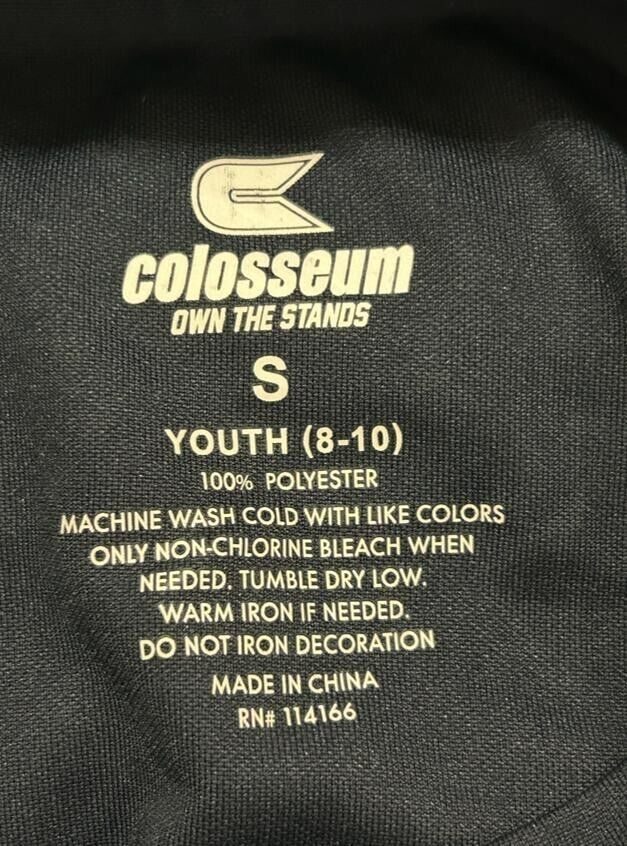 colosseum
OWN THE STANDS
S
YOUTH (8-10)
100% POLYESTER
MACHINE WASH COLD WITH LIKE COLORS
ONLY NON-CHLORINE BLEACH WHEN
NEEDED. TUMBLE DRY LOW.
WARM IRON IF NEEDED.
DO NOT IRON DECORATION
MADE IN CHINA
RN# 114166